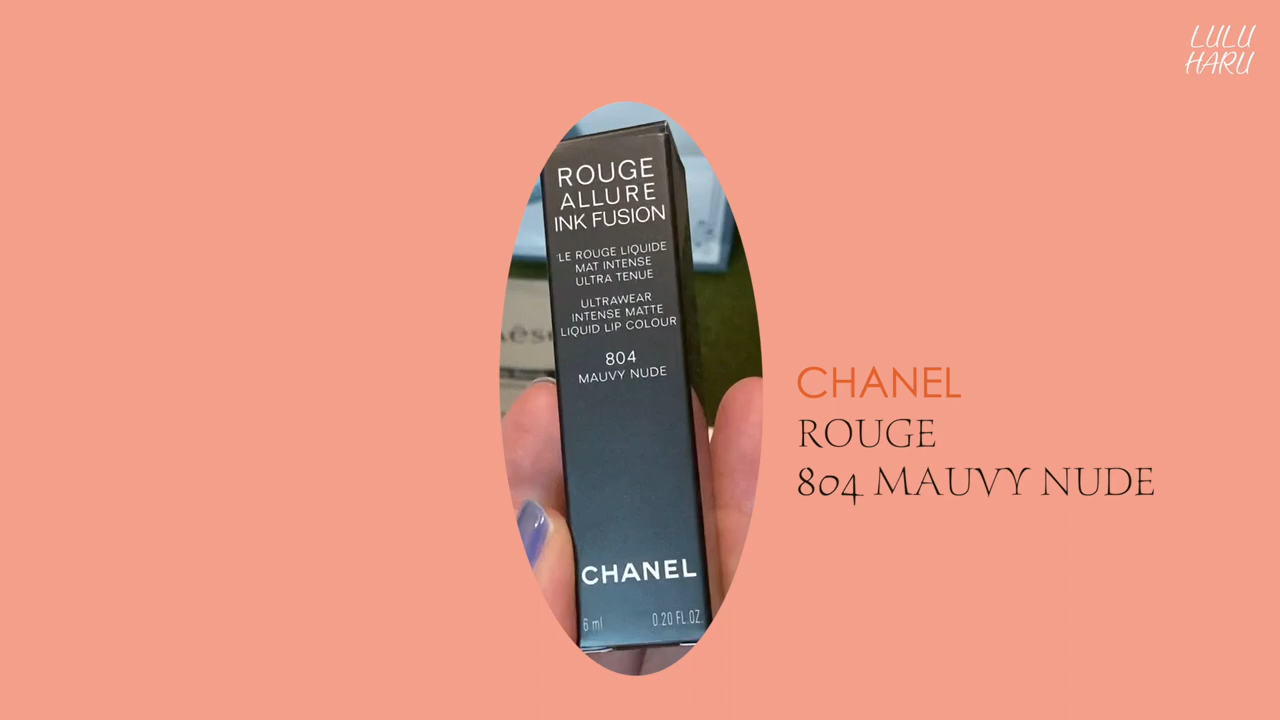 LULU
HARU
ROUGE
ALLURE
INK FUSION
LE ROUGE LIQUIDE
MAT INTENSE
ULTRA TENUE
ULTRAWEAR
INTENSE MATTE
LIQUID LIP COLOUR
804
MAUVY NUDE
CHANEL
6 ml 0.20 FL.OZ.
CHANEL
ROUGE
804 MAUVY NUDE